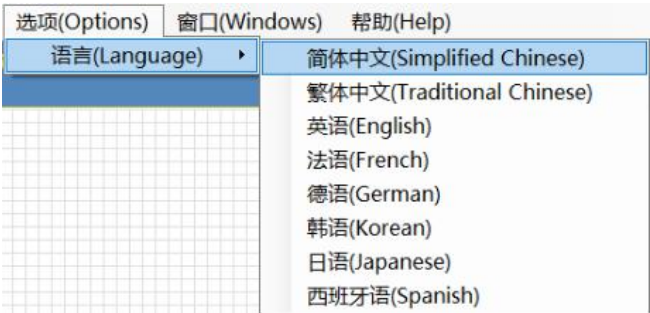 选项(Options) 窗口(Windows) 帮助(Help)
语言(Language)
简体中文(Simplified Chinese)
繁体中文(Traditional Chinese)
英语(English)
法语(French)
德语(German)
韩语(Korean)
日语(Japanese)
西班牙语(Spanish)